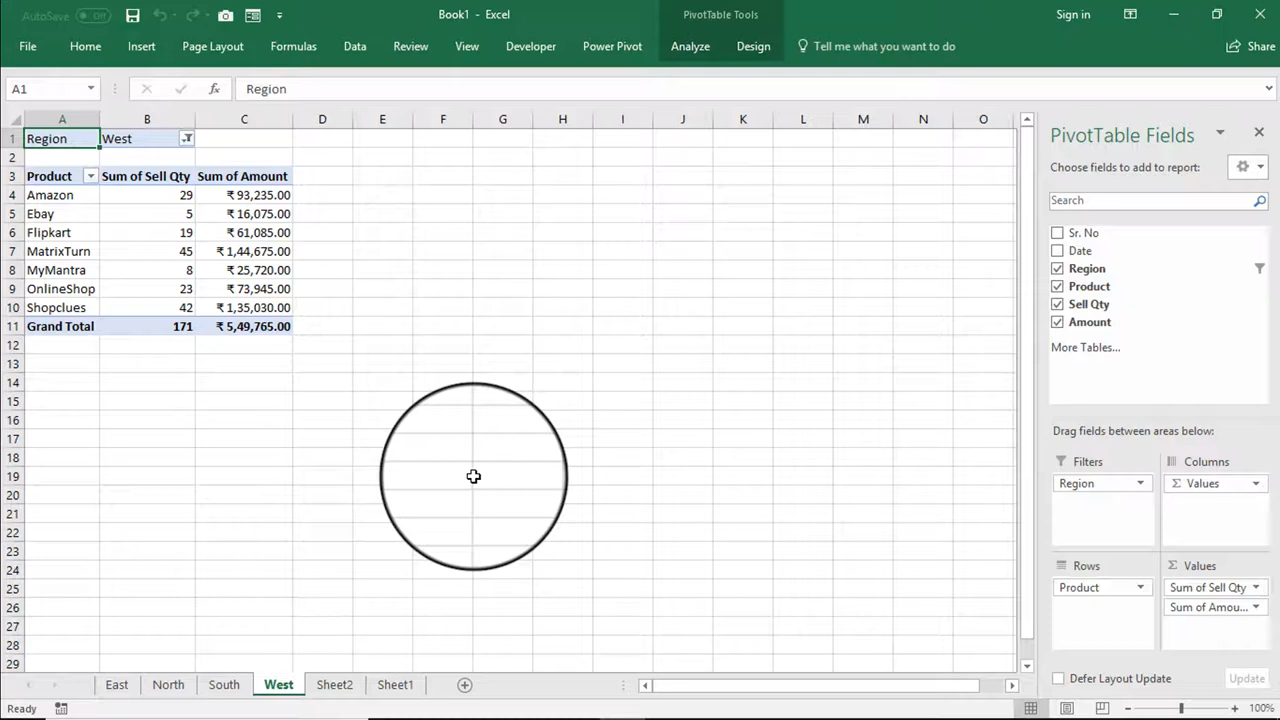 AutoSave Off Book1 - Excel PivotTable Tools Sign in
File Home Insert Page Layout Formulas Data Review View Developer Power Pivot Analyze Design Tell me what you want to do Share
A1 fx Region
A B C D E F G H I J K L M N O
1 Region West
2
3 Product Sum of Sell Qty Sum of Amount
4 Amazon 29 ₹ 93,235.00
5 Ebay 5 ₹ 16,075.00
6 Flipkart 19 ₹ 61,085.00
7 MatrixTurn 45 ₹ 1,44,675.00
8 MyMantra 8 ₹ 25,720.00
9 OnlineShop 23 ₹ 73,945.00
10 Shopclues 42 ₹ 1,35,030.00
11 Grand Total 171 ₹ 5,49,765.00
12
13
14
15
16
17
18
19
20
21
22
23
24
25
26
27
28
29
PivotTable Fields
Choose fields to add to report:
Search
Sr. No
Date
Region
Product
Sell Qty
Amount
More Tables...
Drag fields between areas below:
Filters Columns
Region Σ Values
Rows Σ Values
Product Sum of Sell Qty
Sum of Amou...
Defer Layout Update Update
East North South West Sheet2 Sheet1
Ready 100%